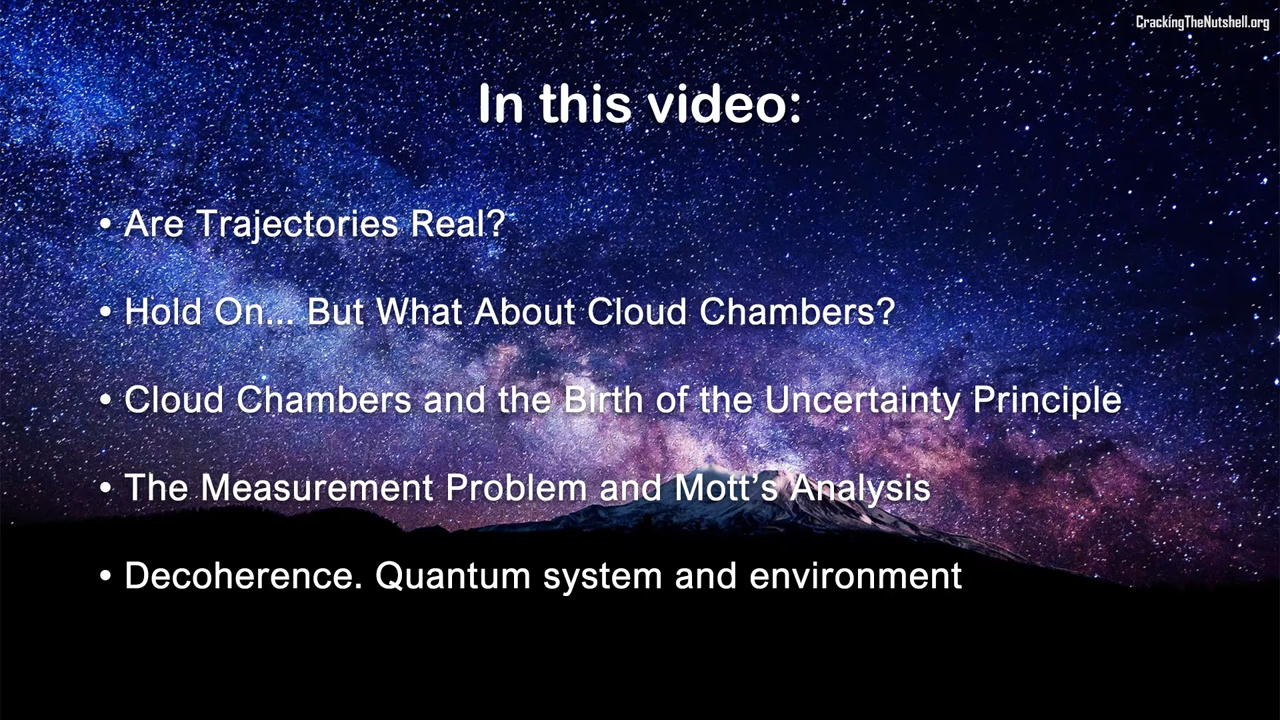 CrackingTheNutshell.org
In this video:
• Are Trajectories Real?
• Hold On... But What About Cloud Chambers?
• Cloud Chambers and the Birth of the Uncertainty Principle
• The Measurement Problem and Mott’s Analysis
• Decoherence. Quantum system and environment